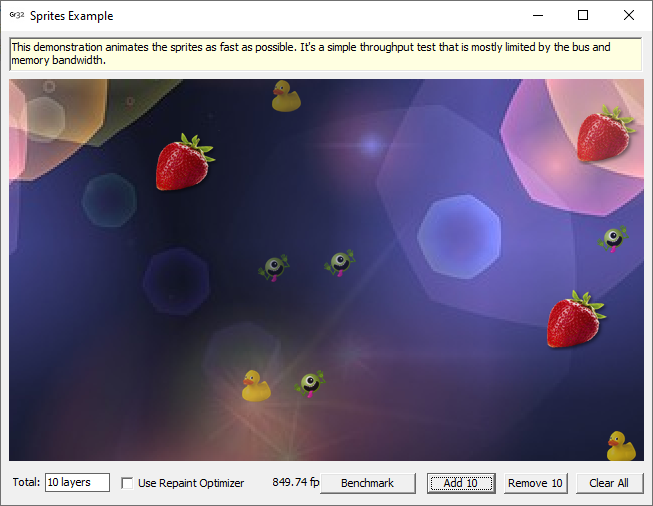 Gr32 Sprites Example
This demonstration animates the sprites as fast as possible. It's a simple throughput test that is mostly limited by the bus and
memory bandwidth.
Total: 10 layers Use Repaint Optimizer 849.74 fp Benchmark Add 10 Remove 10 Clear All